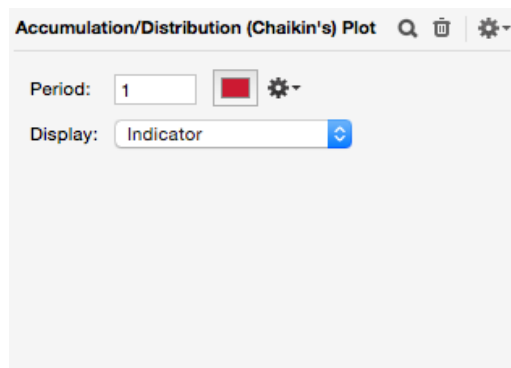 Accumulation/Distribution (Chaikin's) Plot
Period: 1
Display: Indicator